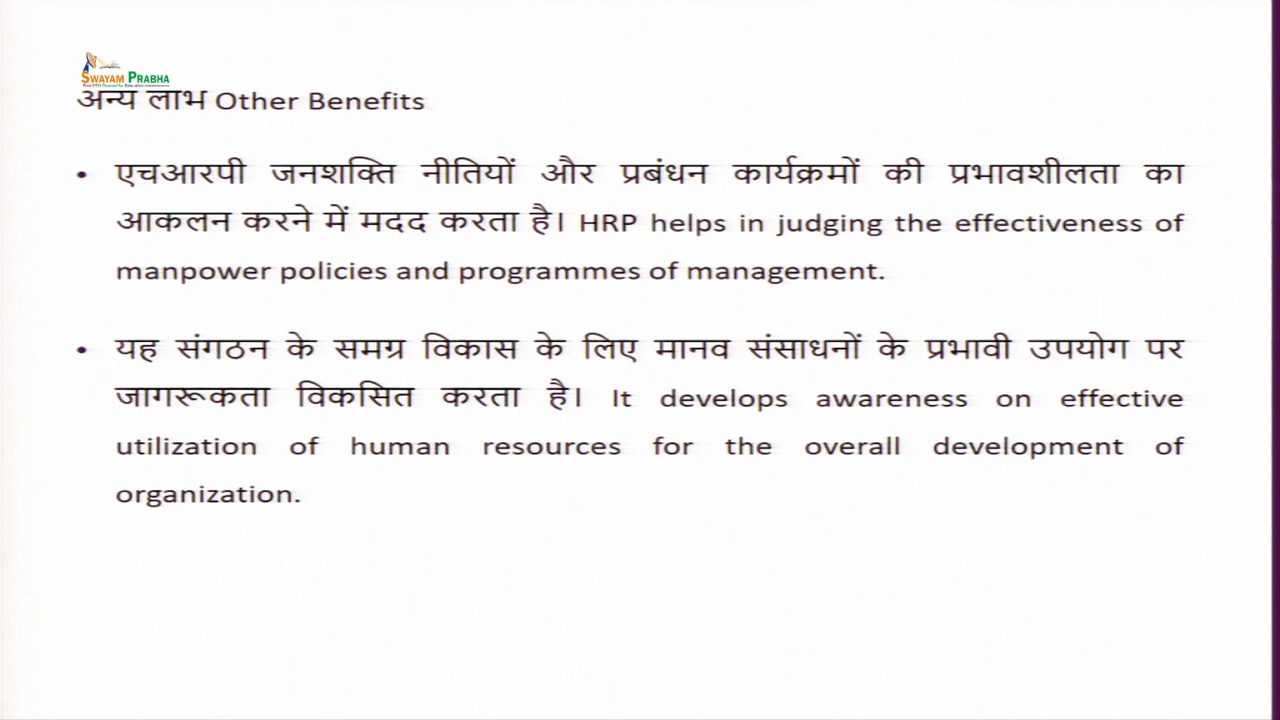 SWAYAM PRABHA
अन्य लाभ Other Benefits
• एचआरपी जनशक्ति नीतियों और प्रबंधन कार्यक्रमों की प्रभावशीलता का
आकलन करने में मदद करता है। HRP helps in judging the effectiveness of
manpower policies and programmes of management.
• यह संगठन के समग्र विकास के लिए मानव संसाधनों के प्रभावी उपयोग पर
जागरूकता विकसित करता है। It develops awareness on effective
utilization of human resources for the overall development of
organization.